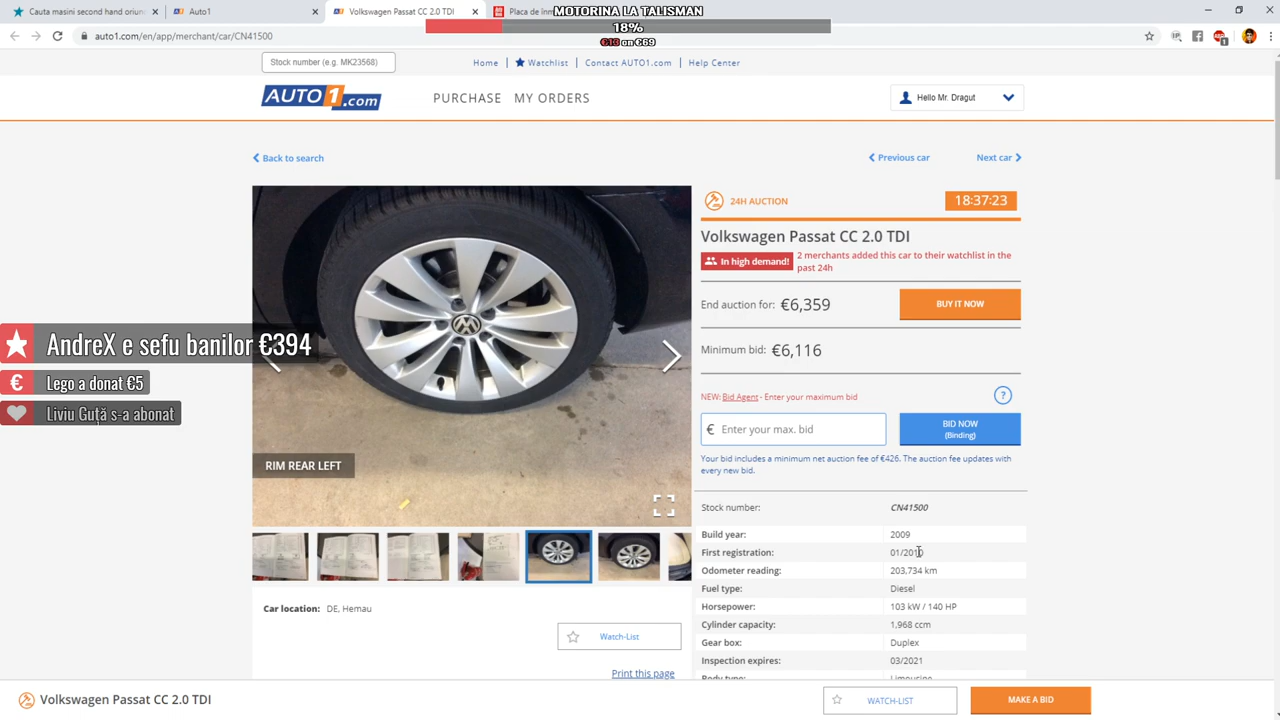 Cauta masini second hand oriun
Auto1
Volkswagen Passat CC 2.0 TDI
Placa de în
MOTORINA LA TALISMAN
18%
€13 on €69
auto1.com/en/app/merchant/car/CN41500
Stock number (e.g. MK23568)
Home | Watchlist | Contact AUTO1.com | Help Center
AUTO1.com
PURCHASE MY ORDERS
Hello Mr. Dragut
Back to search
Previous car
Next car
24H AUCTION
18:37:23
Volkswagen Passat CC 2.0 TDI
In high demand! 2 merchants added this car to their watchlist in the
past 24h
End auction for: €6,359
BUY IT NOW
Minimum bid: €6,116
AndreX e sefu banilor €394
€ Lego a donat €5
Liviu Guță s-a abonat
NEW: Bid Agent - Enter your maximum bid
?
€ Enter your max. bid
BID NOW
(Binding)
Your bid includes a minimum net auction fee of €426. The auction fee updates with
every new bid.
RIM REAR LEFT
Stock number: CN41500
Build year: 2009
First registration: 01/2010
Odometer reading: 203,734 km
Fuel type: Diesel
Horsepower: 103 kW / 140 HP
Cylinder capacity: 1,968 ccm
Gear box: Duplex
Inspection expires: 03/2021
Body type: Limousine
Car location: DE, Hemau
Watch-List
Print this page
Volkswagen Passat CC 2.0 TDI
WATCH-LIST
MAKE A BID